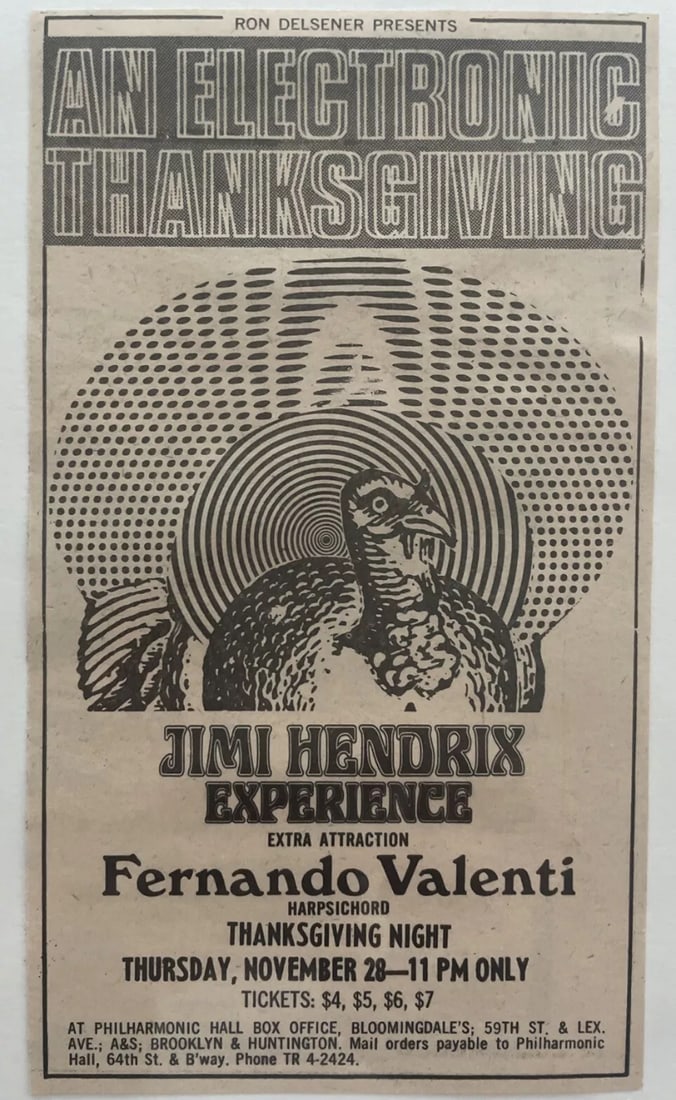 RON DELSENER PRESENTS
AN ELECTRONIC
THANKSGIVING
JIMI HENDRIX
EXPERIENCE
EXTRA ATTRACTION
Fernando Valenti
HARPSICHORD
THANKSGIVING NIGHT
THURSDAY, NOVEMBER 28—11 PM ONLY
TICKETS: $4, $5, $6, $7
AT PHILHARMONIC HALL BOX OFFICE, BLOOMINGDALE'S; 59TH ST. & LEX.
AVE.; A&S; BROOKLYN & HUNTINGTON. Mail orders payable to Philharmonic
Hall, 64th St. & B'way. Phone TR 4-2424.